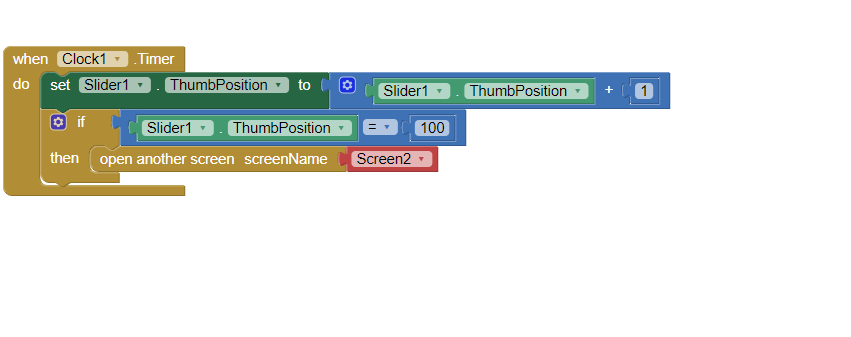 when Clock1 .Timer
do set Slider1 . ThumbPosition to Slider1 . ThumbPosition + 1
if Slider1 . ThumbPosition = 100
then open another screen screenName Screen2